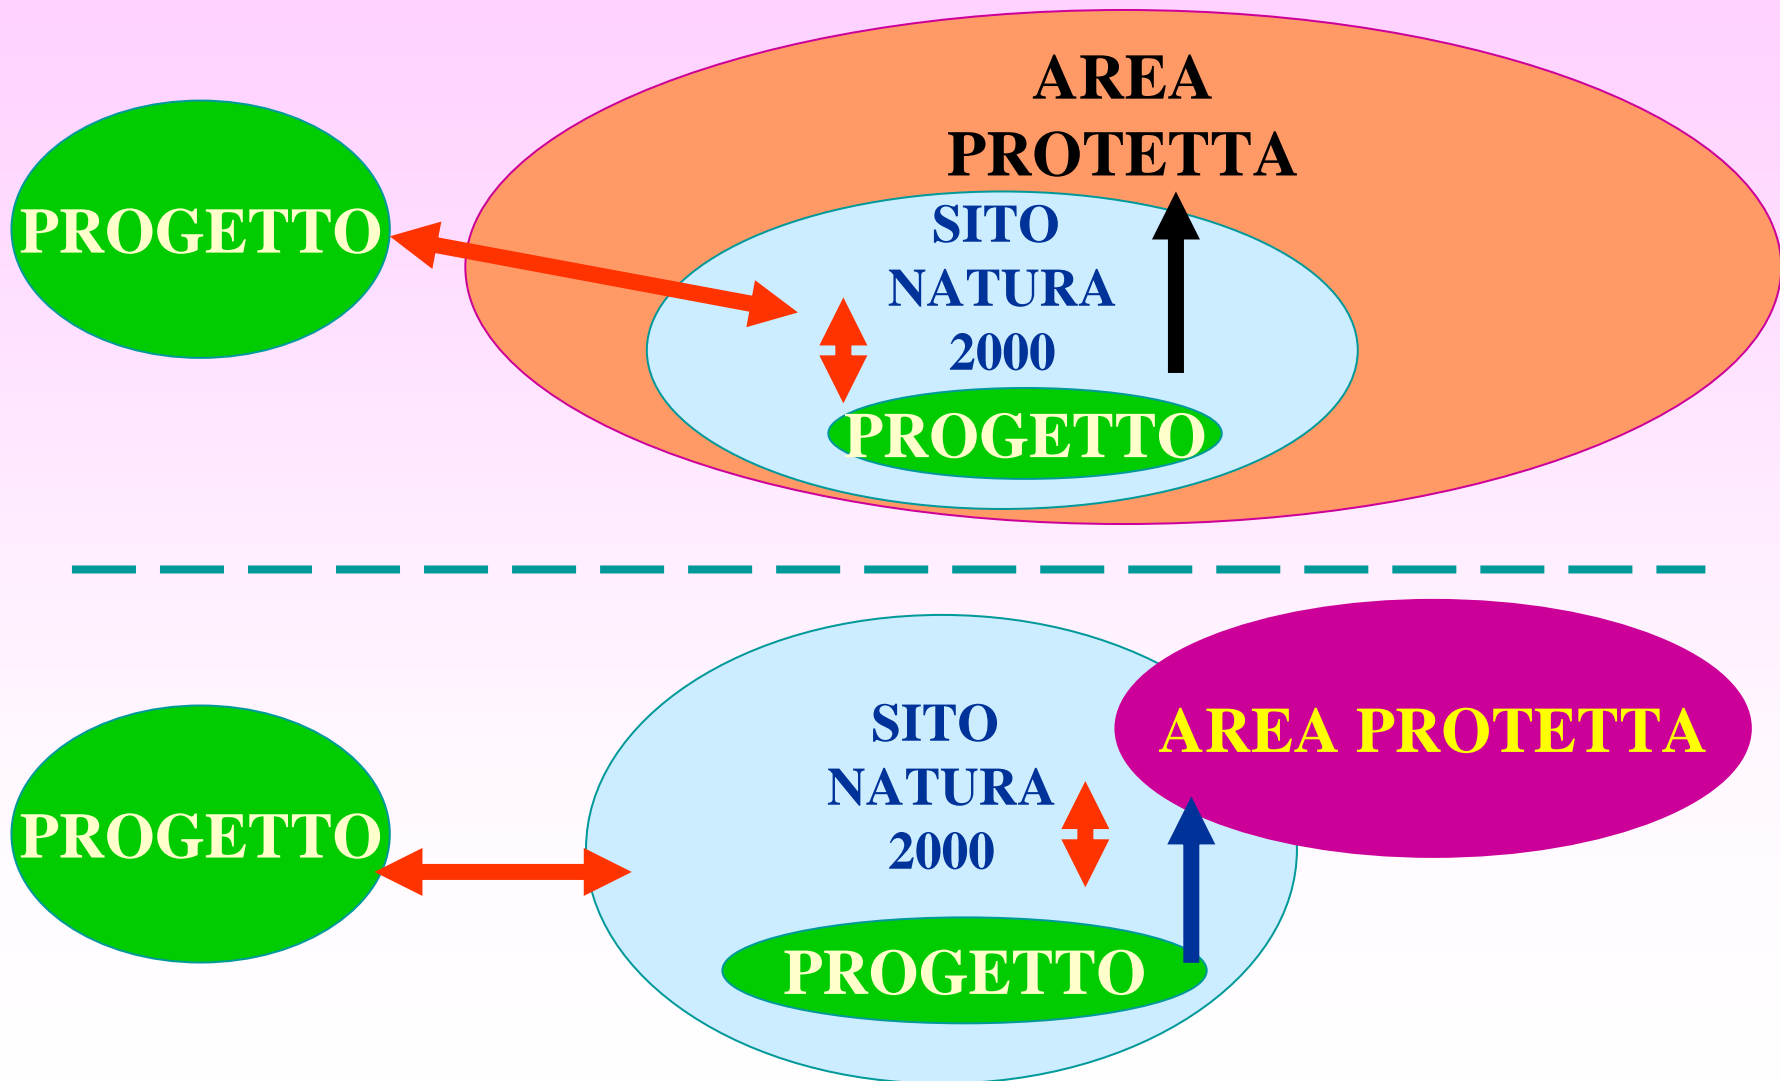 AREA
PROTETTA
PROGETTO
SITO
NATURA
2000
PROGETTO
SITO
NATURA
2000
AREA PROTETTA
PROGETTO
PROGETTO